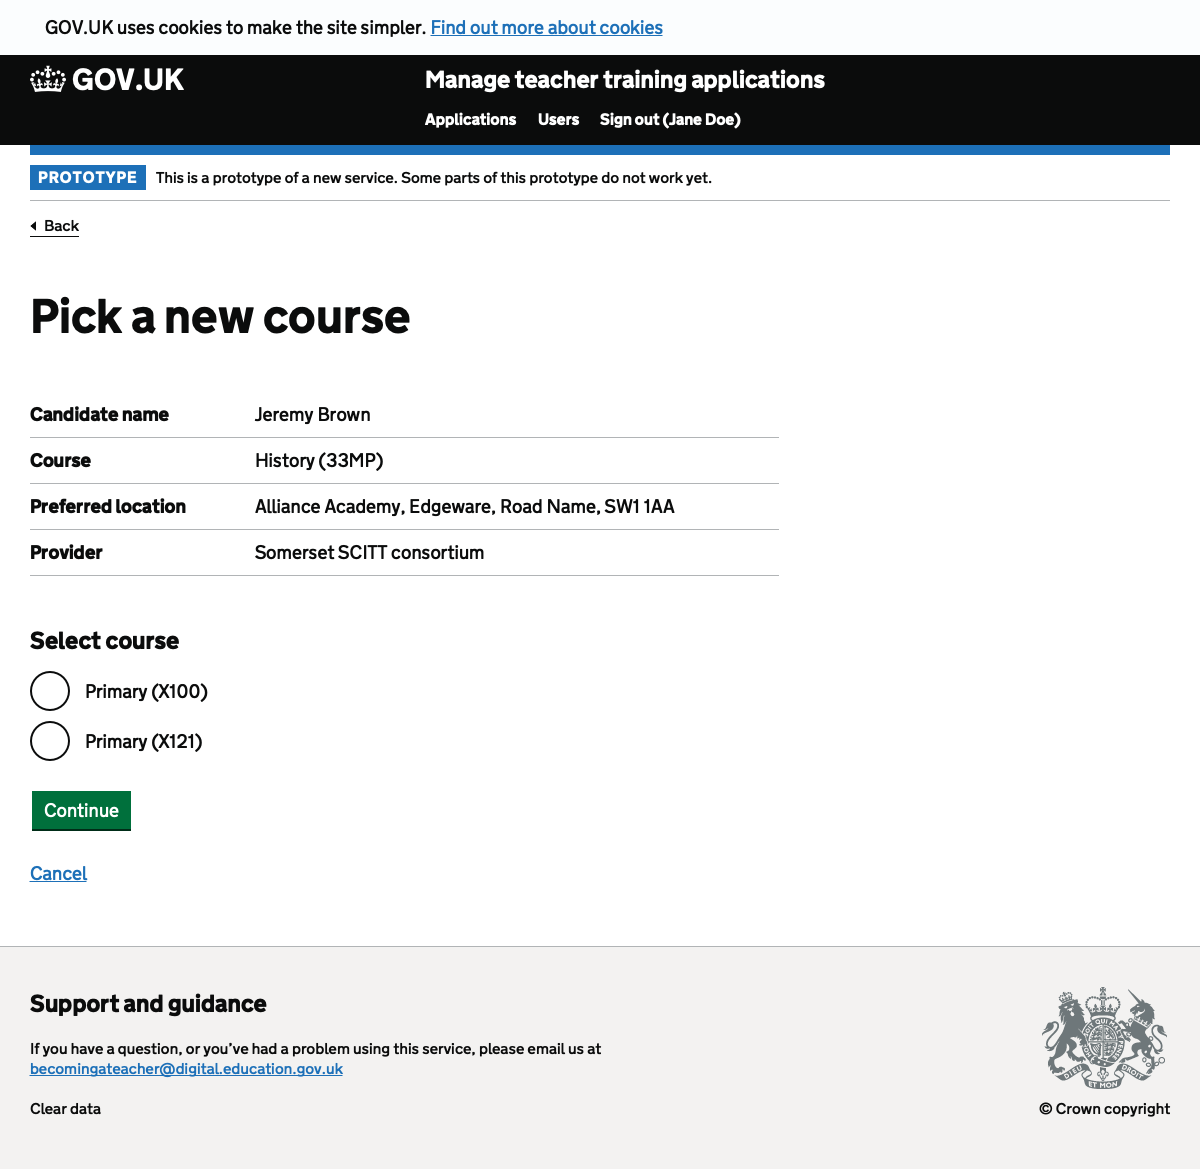 GOV.UK uses cookies to make the site simpler. Find out more about cookies
GOV.UK
Manage teacher training applications
Applications Users Sign out (Jane Doe)
PROTOTYPE This is a prototype of a new service. Some parts of this prototype do not work yet.
Back
Pick a new course
Candidate name Jeremy Brown
Course History (33MP)
Preferred location Alliance Academy, Edgeware, Road Name, SW1 1AA
Provider Somerset SCITT consortium
Select course
Primary (X100)
Primary (X121)
Continue
Cancel
Support and guidance
If you have a question, or you’ve had a problem using this service, please email us at
becomingateacher@digital.education.gov.uk
Clear data
DIEU ET MON DROIT
© Crown copyright